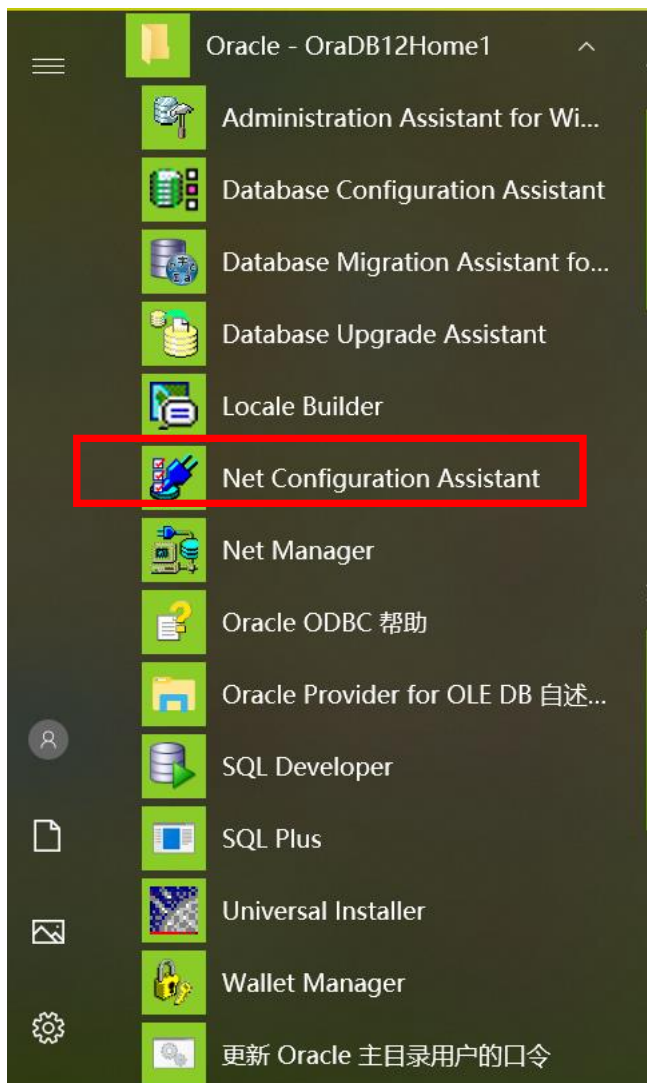 Oracle - OraDB12Home1
Administration Assistant for Wi...
Database Configuration Assistant
Database Migration Assistant fo...
Database Upgrade Assistant
Locale Builder
Net Configuration Assistant
Net Manager
Oracle ODBC 帮助
Oracle Provider for OLE DB 自述...
SQL Developer
SQL Plus
Universal Installer
Wallet Manager
更新 Oracle 主目录用户的口令